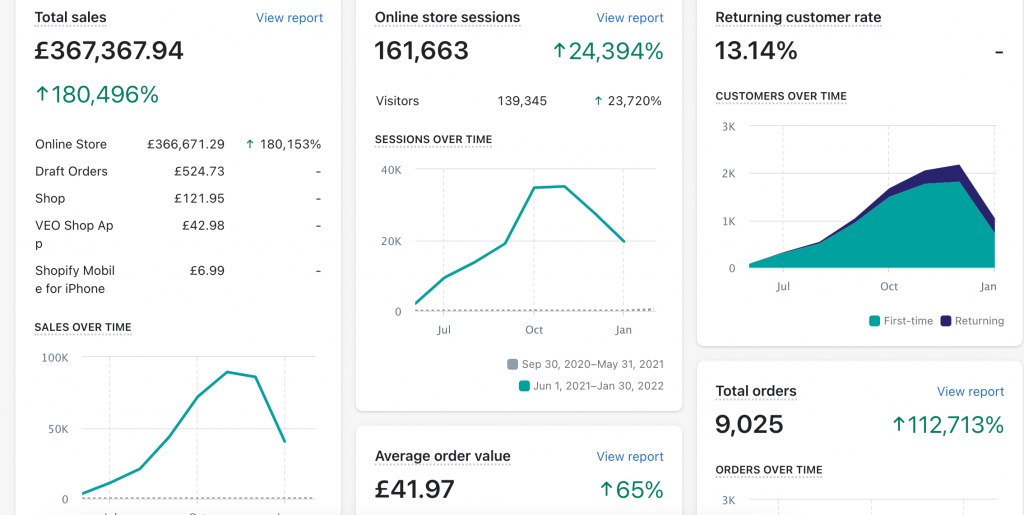 Total sales View report
£367,367.94
↑180,496%
Online Store £366,671.29 ↑ 180,153%
Draft Orders £524.73 -
Shop £121.95 -
VEO Shop Ap £42.98 -
p
Shopify Mobil £6.99 -
e for iPhone
SALES OVER TIME
100K
50K
0
Online store sessions View report
161,663 ↑24,394%
Visitors 139,345 ↑ 23,720%
SESSIONS OVER TIME
40K
20K
0
Jul Oct Jan
Sep 30, 2020–May 31, 2021
Jun 1, 2021–Jan 30, 2022
Average order value View report
£41.97 ↑65%
Returning customer rate
13.14% -
CUSTOMERS OVER TIME
3K
2K
1K
0
Jul Oct Jan
First-time Returning
Total orders View report
9,025 ↑112,713%
ORDERS OVER TIME
3K